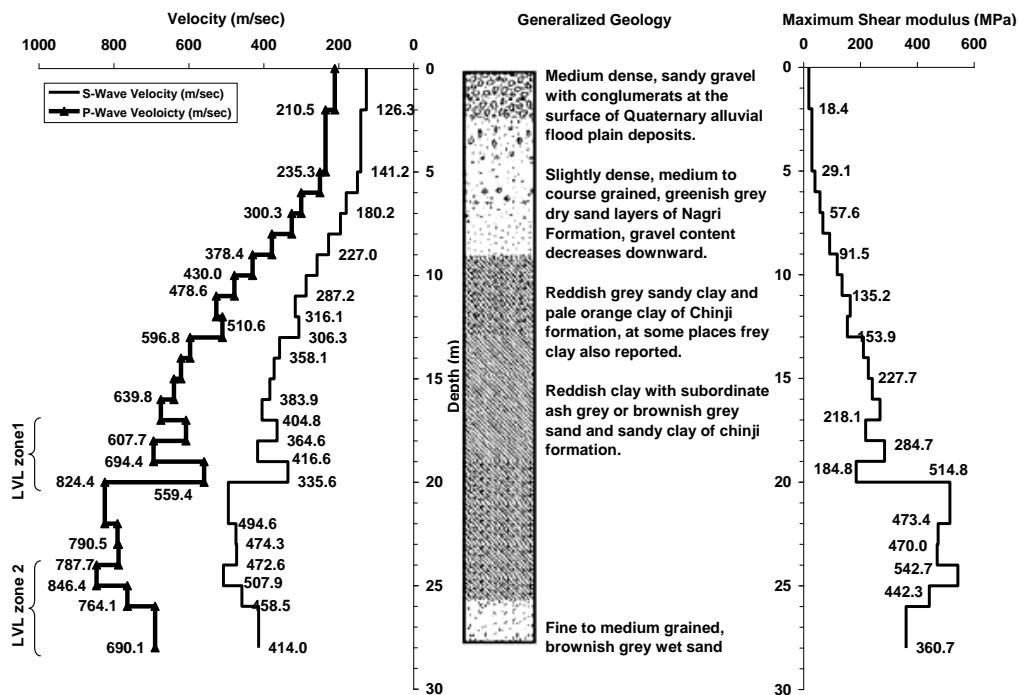 Velocity (m/sec)
1000 800 600 400 200 0
S-Wave Velocity (m/sec)
P-Wave Veoloicty (m/sec)
210.5
126.3
235.3
141.2
300.3
180.2
378.4
227.0
430.0
478.6
287.2
510.6
316.1
596.8
306.3
358.1
639.8
383.9
404.8
607.7
364.6
694.4
416.6
824.4
559.4
335.6
494.6
790.5
474.3
787.7
472.6
846.4
507.9
764.1
458.5
690.1
414.0
LVL zone1
LVL zone 2
0
5
10
15
20
25
30
Depth (m)
Generalized Geology
Medium dense, sandy gravel
with conglomerats at the
surface of Quaternary alluvial
flood plain deposits.
Slightly dense, medium to
course grained, greenish grey
dry sand layers of Nagri
Formation, gravel content
decreases downward.
Reddish grey sandy clay and
pale orange clay of Chinji
formation, at some places frey
clay also reported.
Reddish clay with subordinate
ash grey or brownish grey
sand and sandy clay of chinji
formation.
Fine to medium grained,
brownish grey wet sand
Maximum Shear modulus (MPa)
0 200 400 600
0
5
10
15
20
25
30
18.4
29.1
57.6
91.5
135.2
153.9
227.7
218.1
284.7
184.8
514.8
473.4
470.0
542.7
442.3
360.7